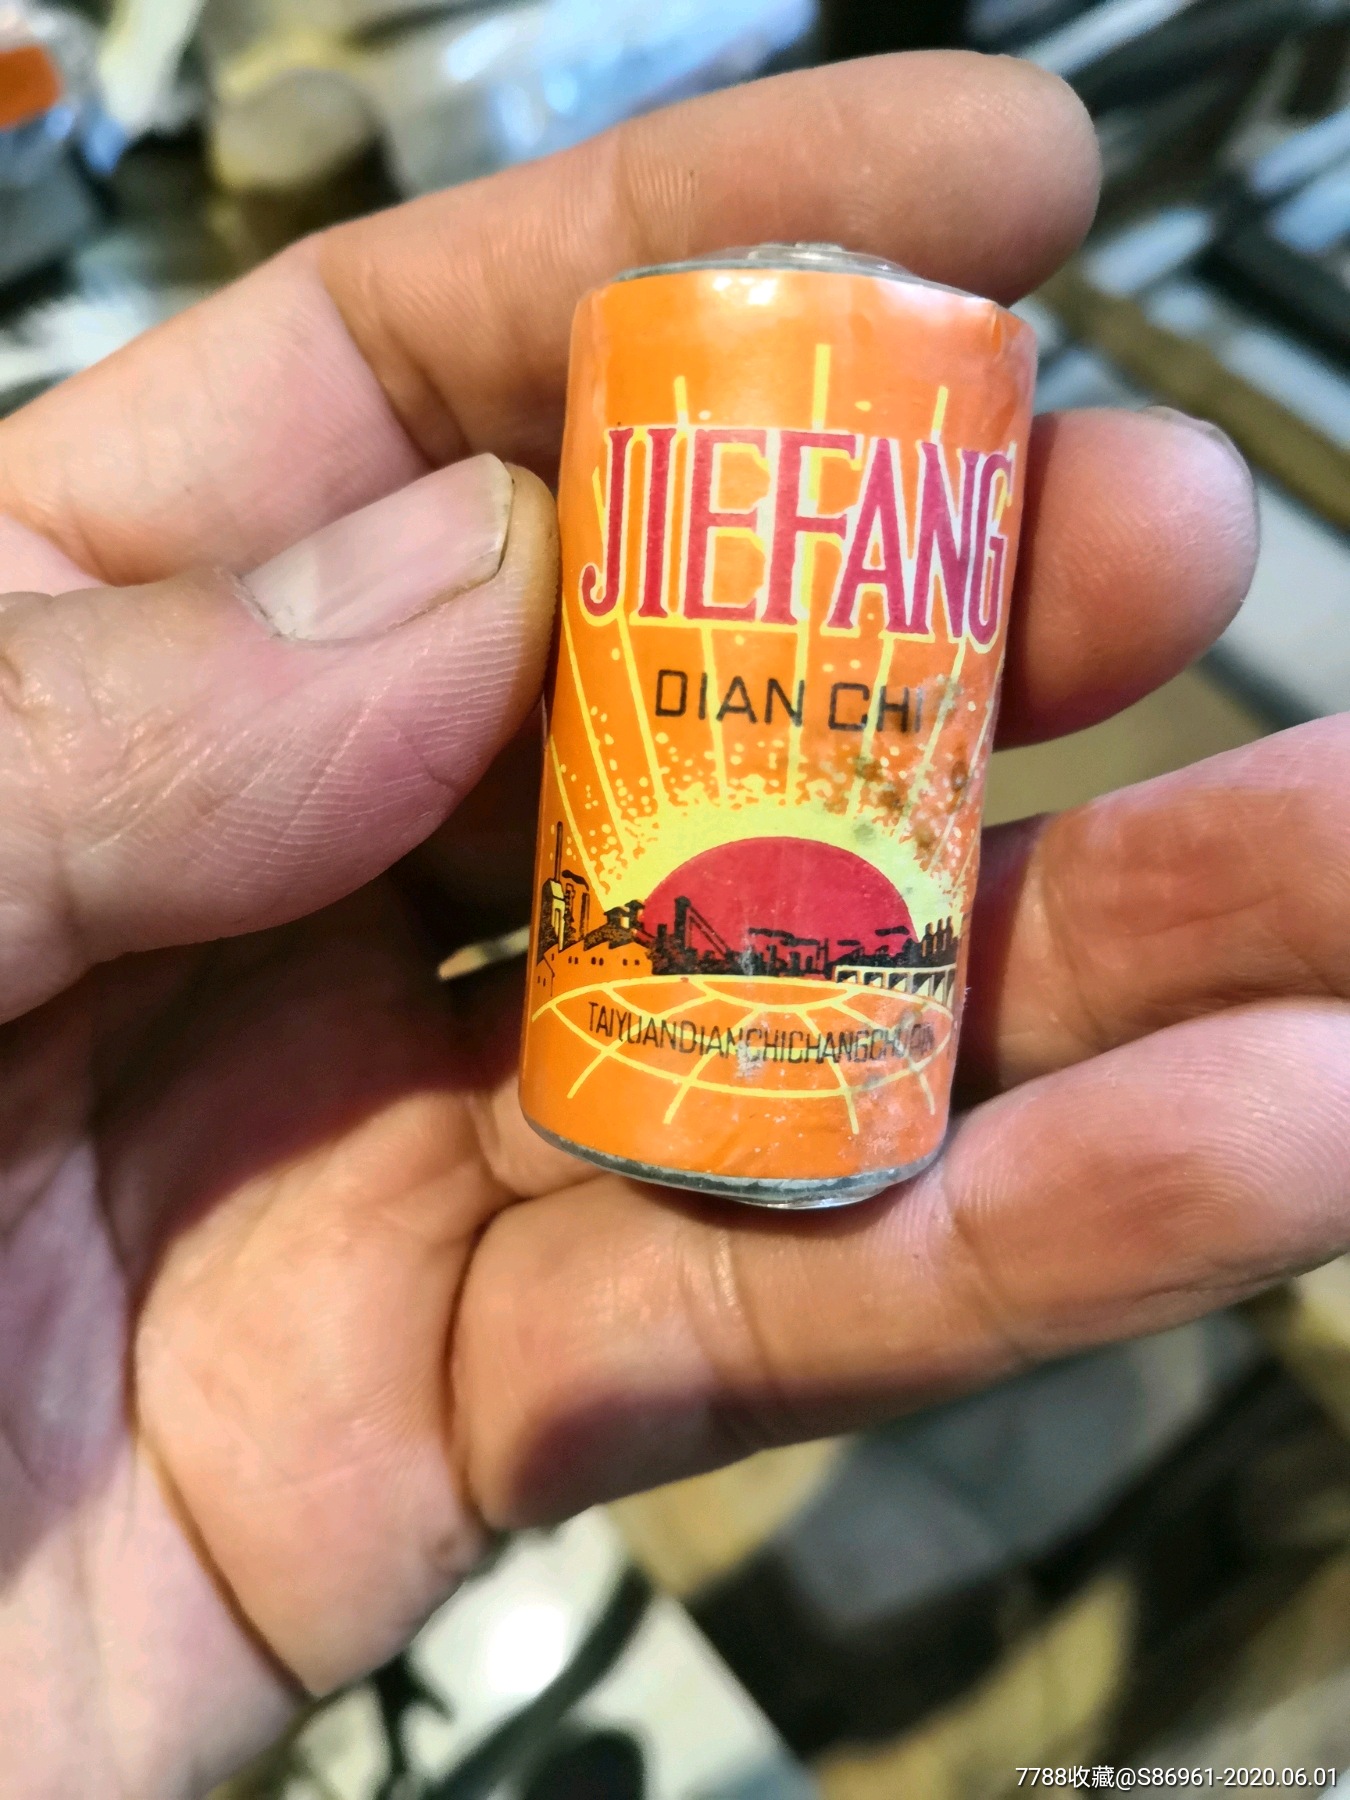 JIEFANG
DIAN CHI
TAIYUANDIANCHICHANGCHUPIN
7788收藏@S86961-2020.06.01